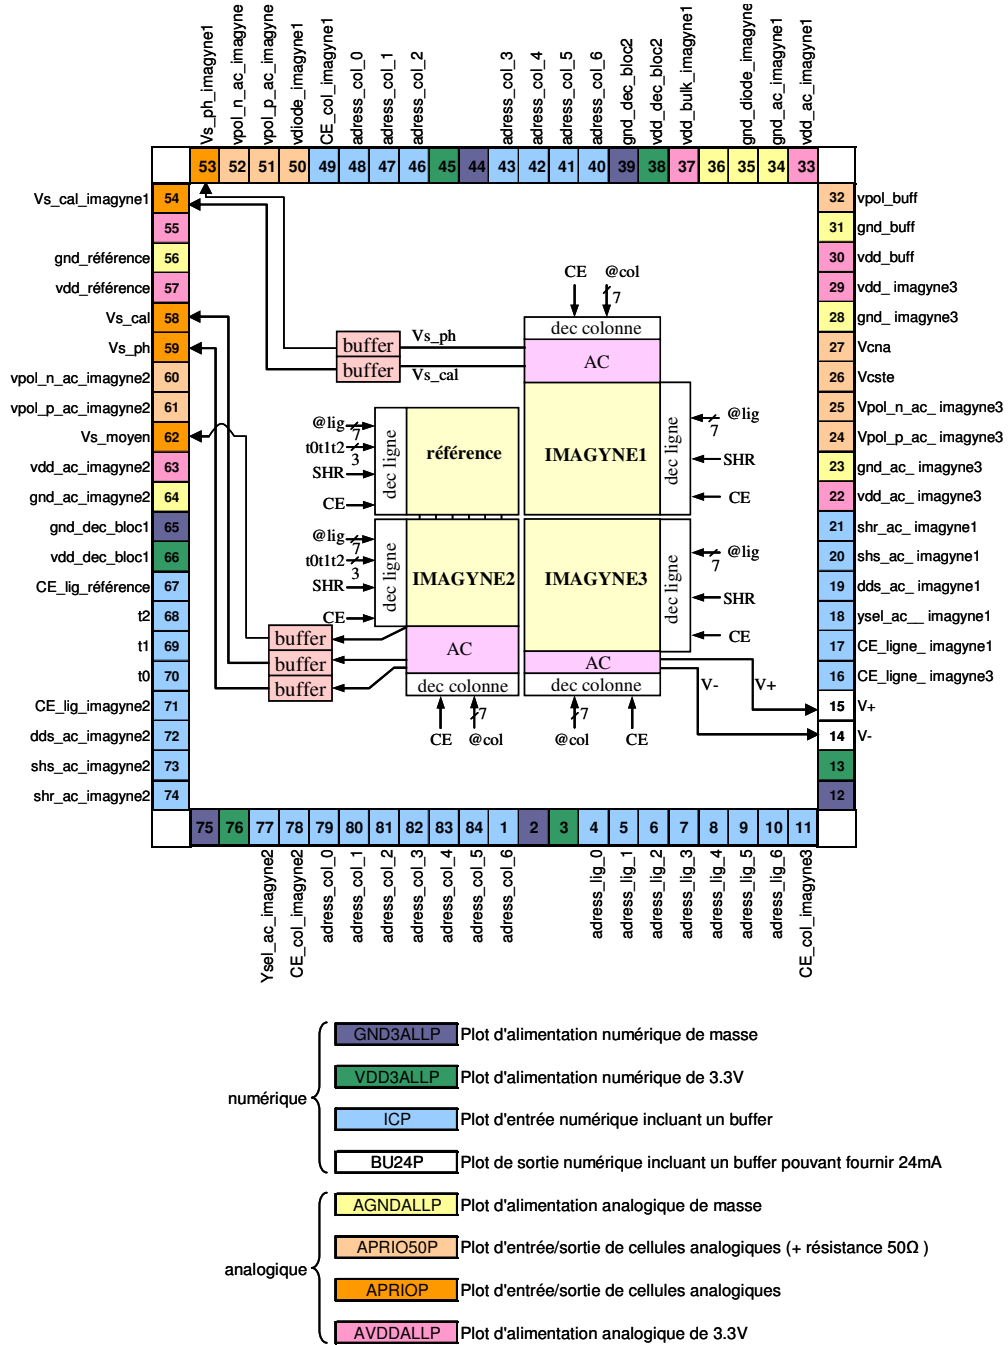 Vs_ph_imagyne1
vpol_n_ac_imagyne
vpol_p_ac_imagyne
vdiode_imagyne1
CE_col_imagyne1
adress_col_0
adress_col_1
adress_col_2
adress_col_3
adress_col_4
adress_col_5
adress_col_6
gnd_dec_bloc2
vdd_dec_bloc2
vdd_bulk_imagyne1
gnd_diode_imagyne1
gnd_ac_imagyne1
vdd_ac_imagyne1
53 52 51 50 49 48 47 46 45 44 43 42 41 40 39 38 37 36 35 34 33
Vs_cal_imagyne1 54
55
gnd_référence 56
vdd_référence 57
Vs_cal 58
Vs_ph 59
vpol_n_ac_imagyne2 60
vpol_p_ac_imagyne2 61
Vs_moyen 62
vdd_ac_imagyne2 63
gnd_ac_imagyne2 64
gnd_dec_bloc1 65
vdd_dec_bloc1 66
CE_lig_référence 67
t2 68
t1 69
t0 70
CE_lig_imagyne2 71
dds_ac_imagyne2 72
shs_ac_imagyne2 73
shr_ac_imagyne2 74
32 vpol_buff
31 gnd_buff
30 vdd_buff
29 vdd_ imagyne3
28 gnd_ imagyne3
27 Vcna
26 Vcste
25 Vpol_n_ac_ imagyne3
24 Vpol_p_ac_ imagyne3
23 gnd_ac_ imagyne3
22 vdd_ac_ imagyne3
21 shr_ac_ imagyne1
20 shs_ac_ imagyne1
19 dds_ac_ imagyne1
18 ysel_ac__ imagyne1
17 CE_ligne_ imagyne1
16 CE_ligne_ imagyne3
15 V+
14 V-
13
12
CE @col
7
dec colonne
AC
IMAGYNE1
dec ligne
@lig
7
SHR
CE
buffer Vs_ph
buffer Vs_cal
@lig
7
t0t1t2
3
SHR
CE
dec ligne
référence
@lig
7
t0t1t2
3
SHR
CE
dec ligne
IMAGYNE2
AC
dec colonne
7
CE @col
buffer
buffer
buffer
IMAGYNE3
dec ligne
@lig
7
SHR
CE
AC
dec colonne
V- V+
7
@col CE
75 76 77 78 79 80 81 82 83 84 1 2 3 4 5 6 7 8 9 10 11
Ysel_ac_imagyne2
CE_col_imagyne2
adress_col_0
adress_col_1
adress_col_2
adress_col_3
adress_col_4
adress_col_5
adress_col_6
adress_lig_0
adress_lig_1
adress_lig_2
adress_lig_3
adress_lig_4
adress_lig_5
adress_lig_6
CE_col_imagyne3
numérique
GND3ALLP Plot d'alimentation numérique de masse
VDD3ALLP Plot d'alimentation numérique de 3.3V
ICP Plot d'entrée numérique incluant un buffer
BU24P Plot de sortie numérique incluant un buffer pouvant fournir 24mA
analogique
AGNDALLP Plot d'alimentation analogique de masse
APRIO50P Plot d'entrée/sortie de cellules analogiques (+ résistance 50Ω )
APRIOP Plot d'entrée/sortie de cellules analogiques
AVDDALLP Plot d'alimentation analogique de 3.3V